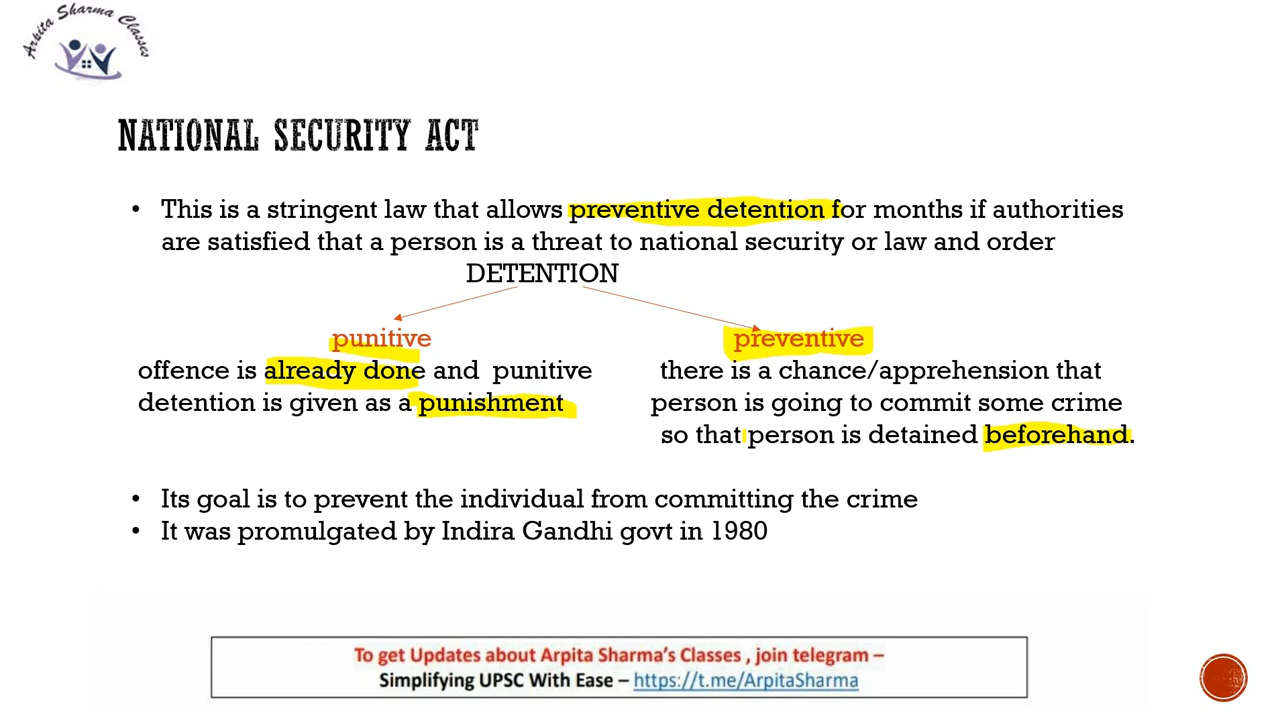 Arpita Sharma Classes
NATIONAL SECURITY ACT
• This is a stringent law that allows preventive detention for months if authorities
are satisfied that a person is a threat to national security or law and order
DETENTION
punitive
offence is already done and punitive
detention is given as a punishment
preventive
there is a chance/apprehension that
person is going to commit some crime
so that person is detained beforehand.
• Its goal is to prevent the individual from committing the crime
• It was promulgated by Indira Gandhi govt in 1980
To get Updates about Arpita Sharma's Classes , join telegram –
Simplifying UPSC With Ease – https://t.me/ArpitaSharma